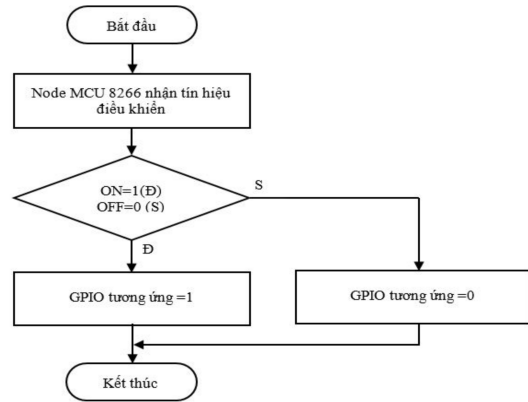 Bắt đầu
Node MCU 8266 nhận tín hiệu
điều khiển
ON=1(Đ)
OFF=0 (S)
S
Đ
GPIO tương ứng =1
GPIO tương ứng =0
Kết thúc